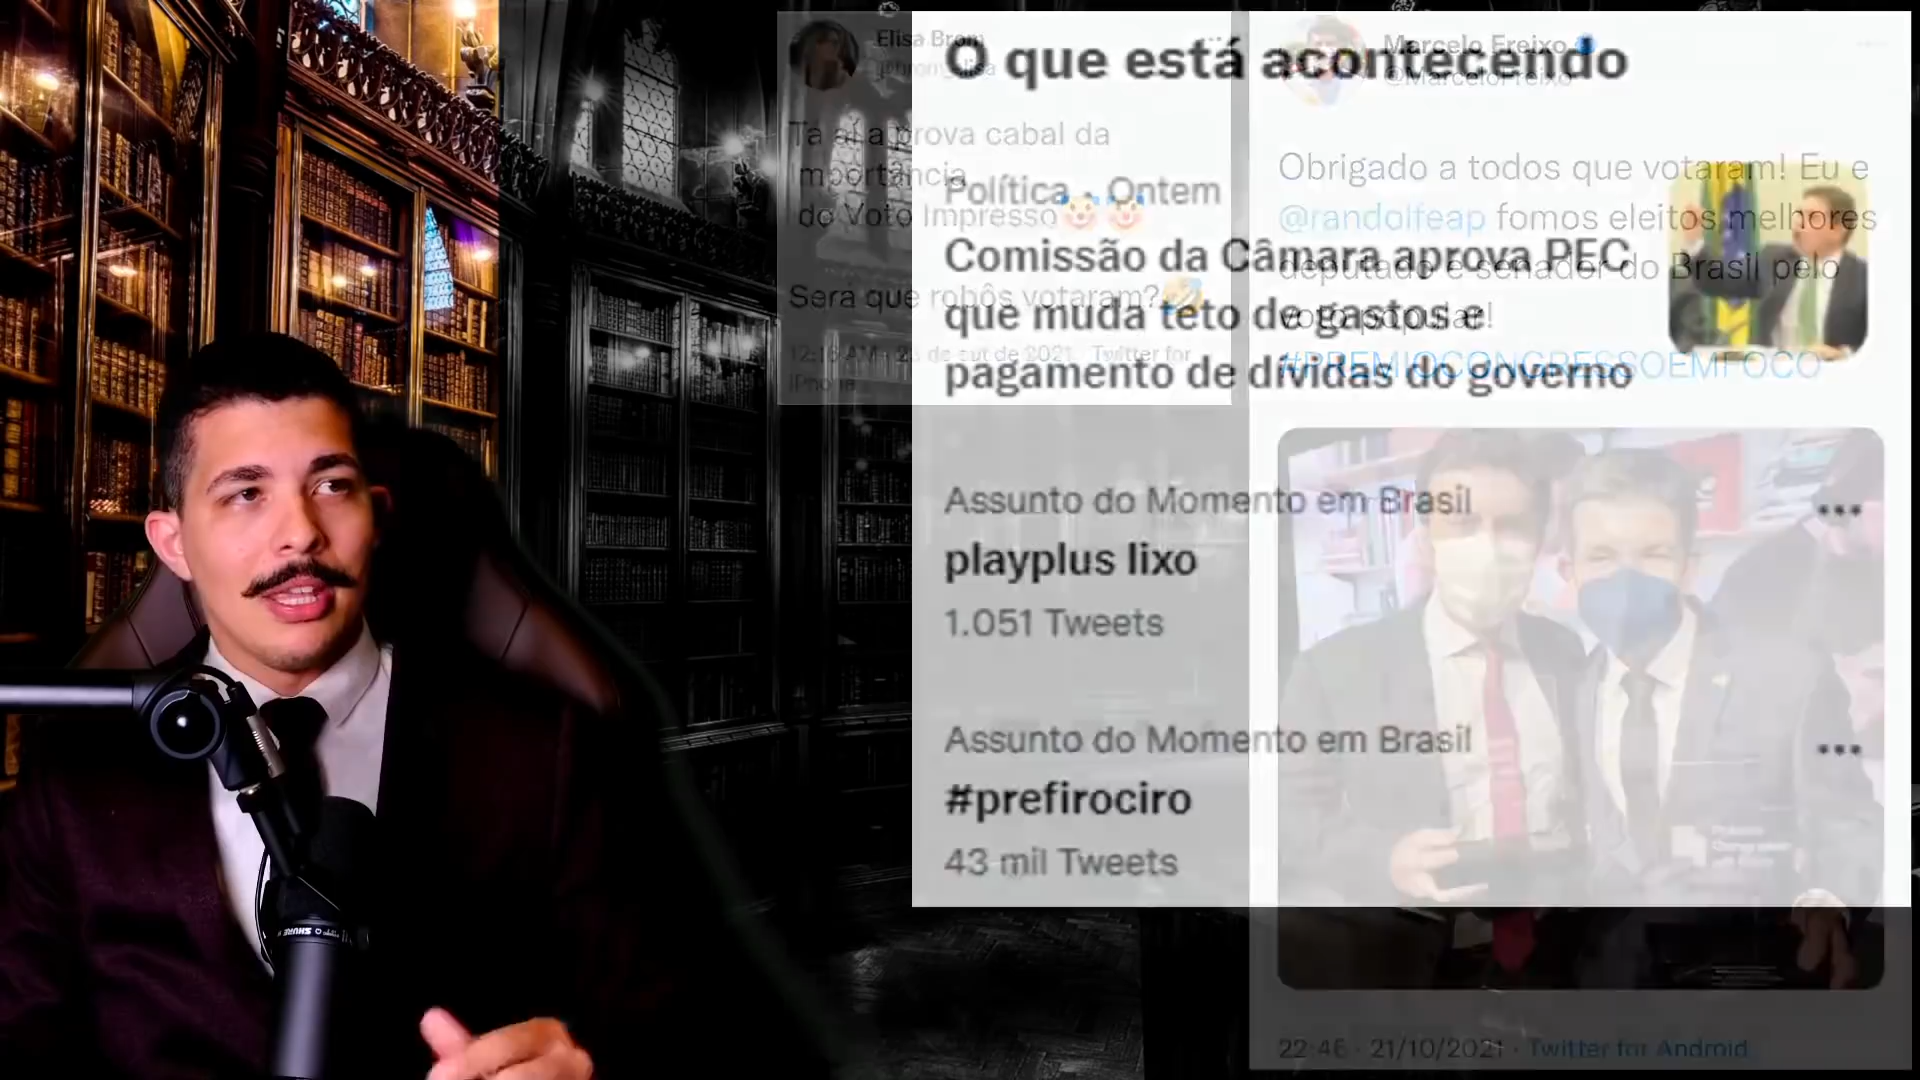 Elisa Brom
Ta aí a prova cabal da
mportância
do Voto Impresso
Será que robôs votaram?
12:16 AM · 2 de out de 2021 · Twitter for
iPhone
O que está acontecendo
Política · Ontem
Comissão da Câmara aprova PEC
que muda teto de gastos e
pagamento de dívidas do governo
Assunto do Momento em Brasil
playplus lixo
1.051 Tweets
Assunto do Momento em Brasil
#prefirociro
43 mil Tweets
Marcelo Freixo
@MarceloFreixo
Obrigado a todos que votaram! Eu e
@randolfeap fomos eleitos melhores
deputado e senador do Brasil pelo
voto popular!
#PREMIOCONGRESSOEMFOCO
22:46 · 21/10/2021 · Twitter for Android
SHURE